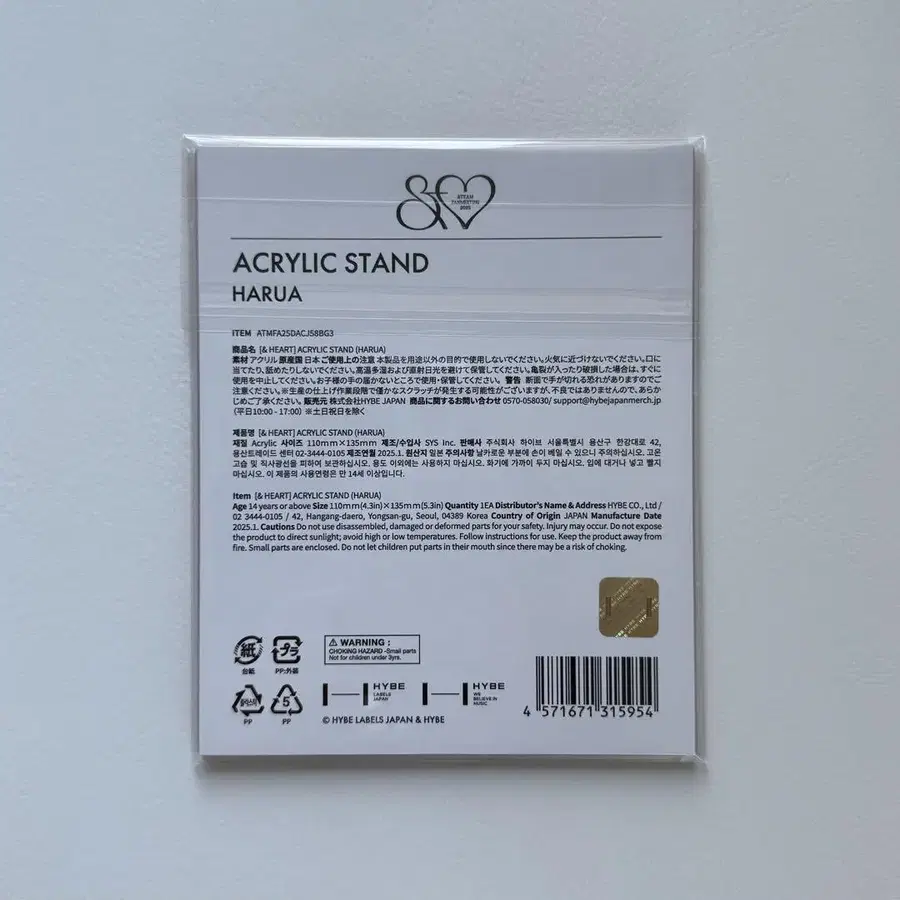 &TEAM
FANMEETING
2025
ACRYLIC STAND
HARUA
ITEM ATMFA25DACJS8BG3
商品名 [& HEART] ACRYLIC STAND (HARUA)
素材 アクリル 原産国 日本 ご使用上の注意 本製品を用途以外の目的で使用しないでください。火気に近づけないでください。口に
当てたり、舐めたりしないでください。高温多湿および直射日光を避けて保管してください。亀裂が入ったり破損した場合は、すぐに
使用を中止してください。お子様の手の届かないところで使用・保管してください。 警告 断面で手が切れる恐れがありますのでご
注意ください。※生産の仕上げ作業段階で僅かなスクラッチが発生する可能性がございますが、不良ではありませんので、あらか
じめご了承ください。 販売元 株式会社HYBE JAPAN 商品に関するお問い合わせ 0570-058030/ support@hybejapanmerch.jp
(平日10:00 - 17:00) ※土日祝日を除く
제품명 [& HEART] ACRYLIC STAND (HARUA)
재질 Acrylic 사이즈 110mm×135mm 제조/수입사 SYS Inc. 판매사 주식회사 하이브 서울특별시 용산구 한강대로 42,
용산트레이드 센터 02-3444-0105 제조연월 2025.1. 원산지 일본 주의사항 날카로운 부분에 손이 베일 수 있으니 주의하십시오. 고온
고습 및 직사광선을 피하여 보관하십시오. 용도 이외에는 사용하지 마십시오. 화기에 가까이 두지 마십시오. 입에 대거나 넣고 빨지
마십시오. 이 제품의 사용연령은 만 14세 이상입니다.
Item [& HEART] ACRYLIC STAND (HARUA)
Age 14 years or above Size 110mm(4.3in)×135mm(5.3in) Quantity 1EA Distributor's Name & Address HYBE CO., Ltd /
02 3444-0105 / 42, Hangang-daero, Yongsan-gu, Seoul, 04389 Korea Country of Origin JAPAN Manufacture Date
2025.1. Cautions Do not use disassembled, damaged or deformed parts for your safety. Injury may occur. Do not expose
the product to direct sunlight; avoid high or low temperatures. Follow instructions for use. Keep the product away from
fire. Small parts are enclosed. Do not let children put parts in their mouth since there may be a risk of choking.
紙
台紙
プラ
PP:外装
WARNING :
CHOKING HAZARD -Small parts
Not for children under 3yrs.
PP
5
PP
HYBE
LABELS
JAPAN
HYBE
WE
BELIEVE IN
MUSIC
© HYBE LABELS JAPAN & HYBE
4 571671 315954